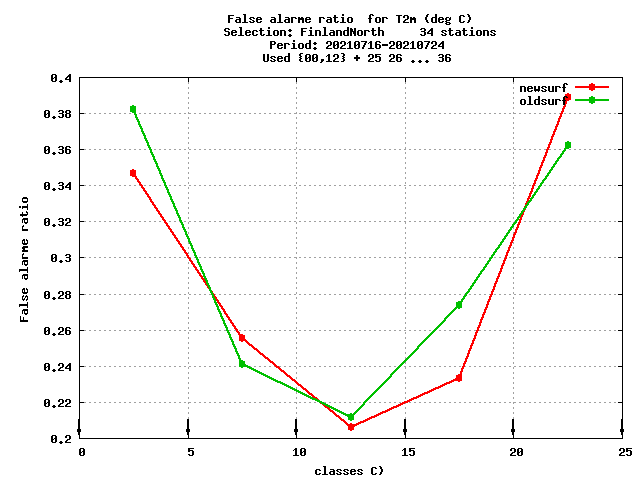 False alarme ratio  for T2m (deg C)
Selection: FinlandNorth     34 stations
Period: 20210716-20210724
Used {00,12} + 25 26 ... 36
newsurf
oldsurf
0.4
0.38
0.36
0.34
0.32
0.3
0.28
0.26
0.24
0.22
0.2
False alarme ratio
0 5 10 15 20 25
classes C)